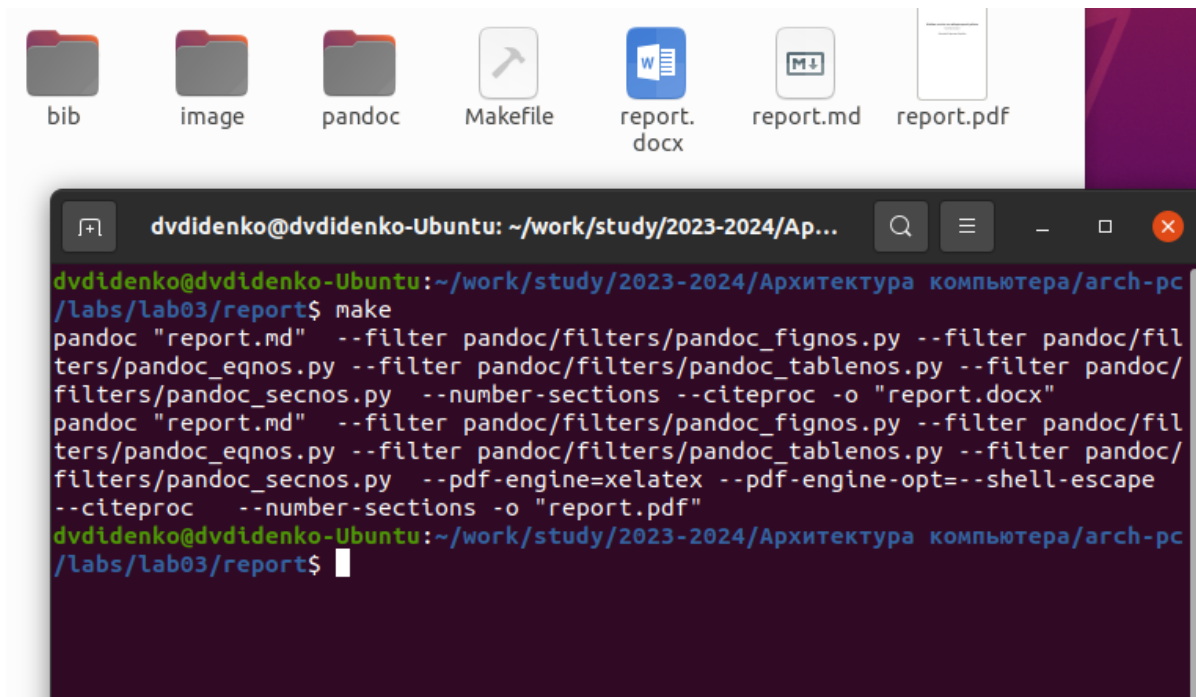 bib
image
pandoc
Makefile
report.
docx
report.md
report.pdf
dvdidenko@dvdidenko-Ubuntu: ~/work/study/2023-2024/Ap...
dvdidenko@dvdidenko-Ubuntu:~/work/study/2023-2024/Архитектура компьютера/arch-pc
/labs/lab03/report$ make
pandoc "report.md"  --filter pandoc/filters/pandoc_fignos.py --filter pandoc/fil
ters/pandoc_eqnos.py --filter pandoc/filters/pandoc_tablenos.py --filter pandoc/
filters/pandoc_secnos.py  --number-sections --citeproc -o "report.docx"
pandoc "report.md"  --filter pandoc/filters/pandoc_fignos.py --filter pandoc/fil
ters/pandoc_eqnos.py --filter pandoc/filters/pandoc_tablenos.py --filter pandoc/
filters/pandoc_secnos.py  --pdf-engine=xelatex --pdf-engine-opt=--shell-escape
--citeproc   --number-sections -o "report.pdf"
dvdidenko@dvdidenko-Ubuntu:~/work/study/2023-2024/Архитектура компьютера/arch-pc
/labs/lab03/report$